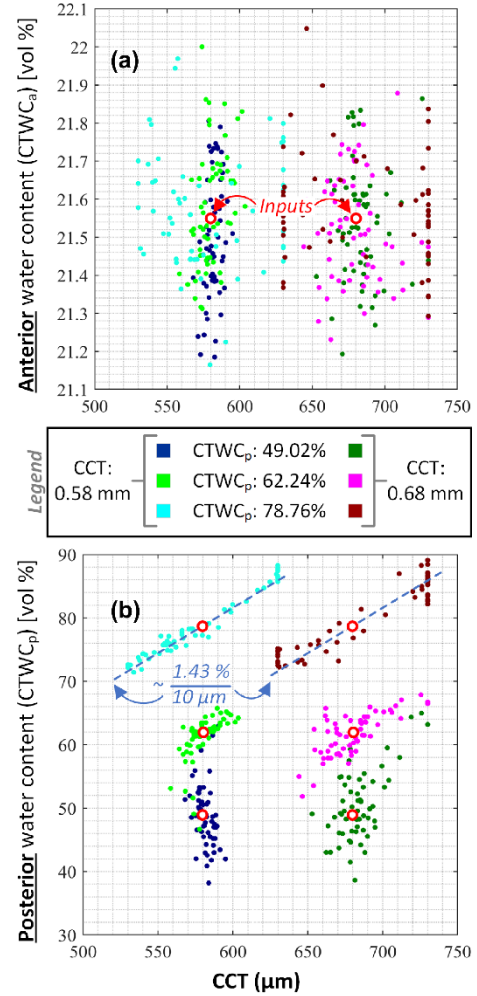 22.1
22
21.9
21.8
21.7
21.6
21.5
21.4
21.3
21.2
21.1
Anterior water content (CTWCa) [vol %]
(a)
Inputs
500 550 600 650 700 750
Legend
CCT:
0.58 mm
CTWCp: 49.02%
CTWCp: 62.24%
CTWCp: 78.76%
CCT:
0.68 mm
90
80
70
60
50
40
30
Posterior water content (CTWCp) [vol %]
(b)
~ 1.43 %
10 μm
500 550 600 650 700 750
CCT (μm)